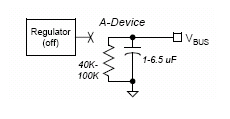 A-Device
Regulator
(off)
VBUS
40K-
100K
1-6.5 uF